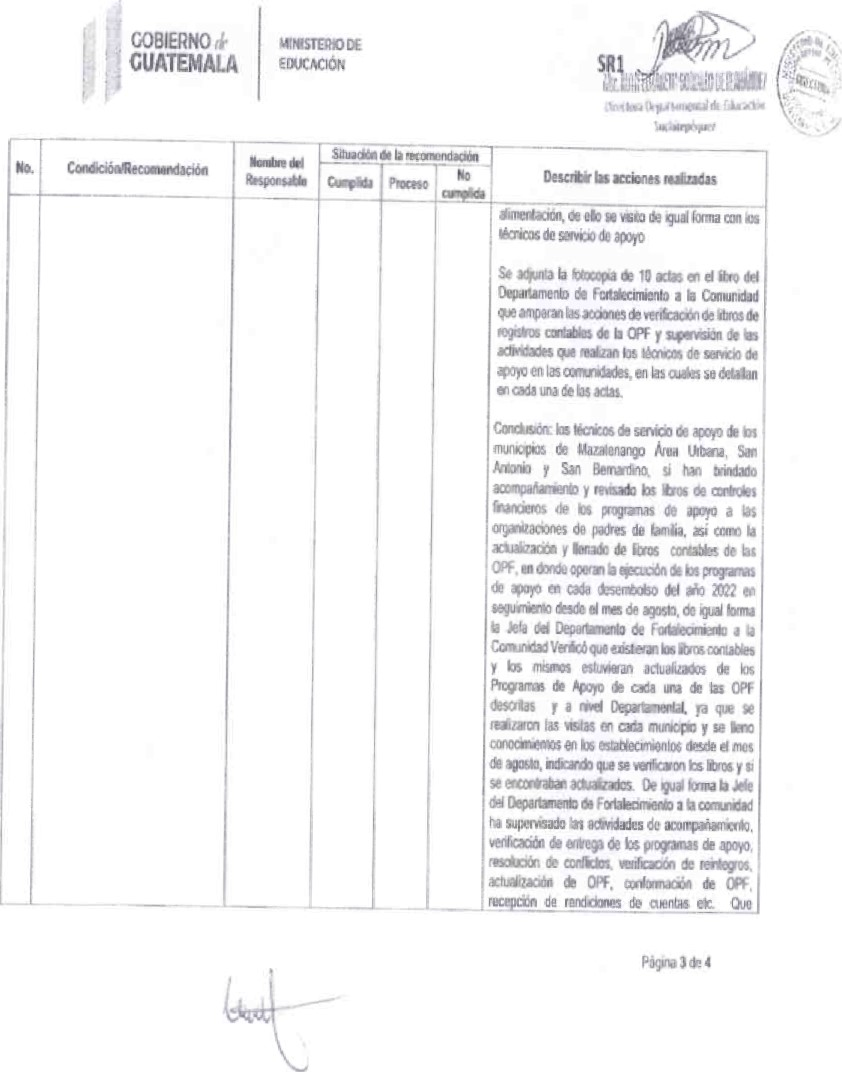 GOBIERNO de
GUATEMALA
MINISTERIO DE
EDUCACIÓN
SR1
Directora Departamental de Educación
Suchitepéquez
No.
Condición/Recomendación
Nombre del
Responsable
Situación de la recomendación
Cumplida
Proceso
No
cumplida
Describir las acciones realizadas
alimentación, de ello se visito de igual forma con los
técnicos de servicio de apoyo
Se adjunta la fotocopia de 10 actas en el libro del
Departamento de Fortalecimiento a la Comunidad
que amparan las acciones de verificación de libros de
registros contables de la OPF y supervisión de las
actividades que realizan los técnicos de servicio de
apoyo en las comunidades, en las cuales se detallan
en cada una de las actas.
Conclusión: los técnicos de servicio de apoyo de los
municipios de Mazatenango Área Urbana, San
Antonio y San Bernardino, si han brindado
acompañamiento y revisado los libros de controles
financieros de los programas de apoyo a las
organizaciones de padres de familia, así como la
actualización y llenado de libros contables de las
OPF, en donde operan la ejecución de los programas
de apoyo en cada desembolso del año 2022 en
seguimiento desde el mes de agosto, de igual forma
la Jefa del Departamento de Fortalecimiento a la
Comunidad Verificó que existieran los libros contables
y los mismos estuvieran actualizados de los
Programas de Apoyo de cada una de las OPF
descritas y a nivel Departamental, ya que se
realizaron las visitas en cada municipio y se lleno
conocimientos en los establecimientos desde el mes
de agosto, indicando que se verificaron los libros y si
se encontraban actualizados. De igual forma la Jefe
del Departamento de Fortalecimiento a la comunidad
ha supervisado las actividades de acompañamiento,
verificación de entrega de los programas de apoyo,
resolución de conflictos, verificación de reintegros,
actualización de OPF, conformación de OPF,
recepción de rendiciones de cuentas etc. Que
Página 3 de 4